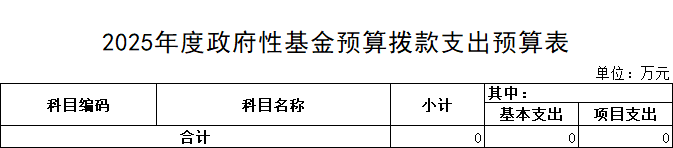 2025年度政府性基金预算拨款支出预算表
单位：万元
科目编码 科目名称 小计 其中：
基本支出 项目支出
合计 0 0 0